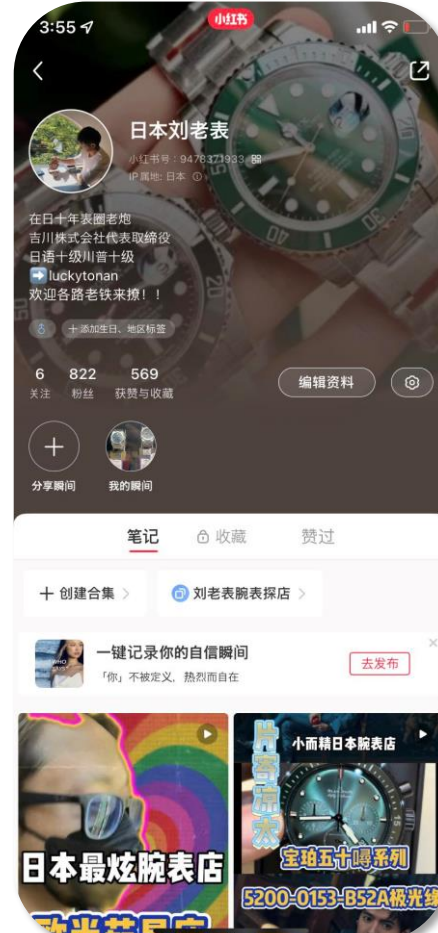 3:55
小红书
日本刘老表
小红书号：9478371933
IP属地: 日本
在日十年表圈老炮
吉川株式会社代表取缔役
日语十级川普十级
➡️luckytonan
欢迎各路老铁来撩！！
+添加生日、地区标签
6 822 569
关注 粉丝 获赞与收藏
编辑资料
分享瞬间 我的瞬间
笔记 收藏 赞过
+ 创建合集 > 刘老表腕表探店 >
一键记录你的自信瞬间
「你」不被定义，热烈而自在
去发布
日本最炫腕表店
小而精日本腕表店
宝珀五十噚系列
5200-0153-B52A极光绿